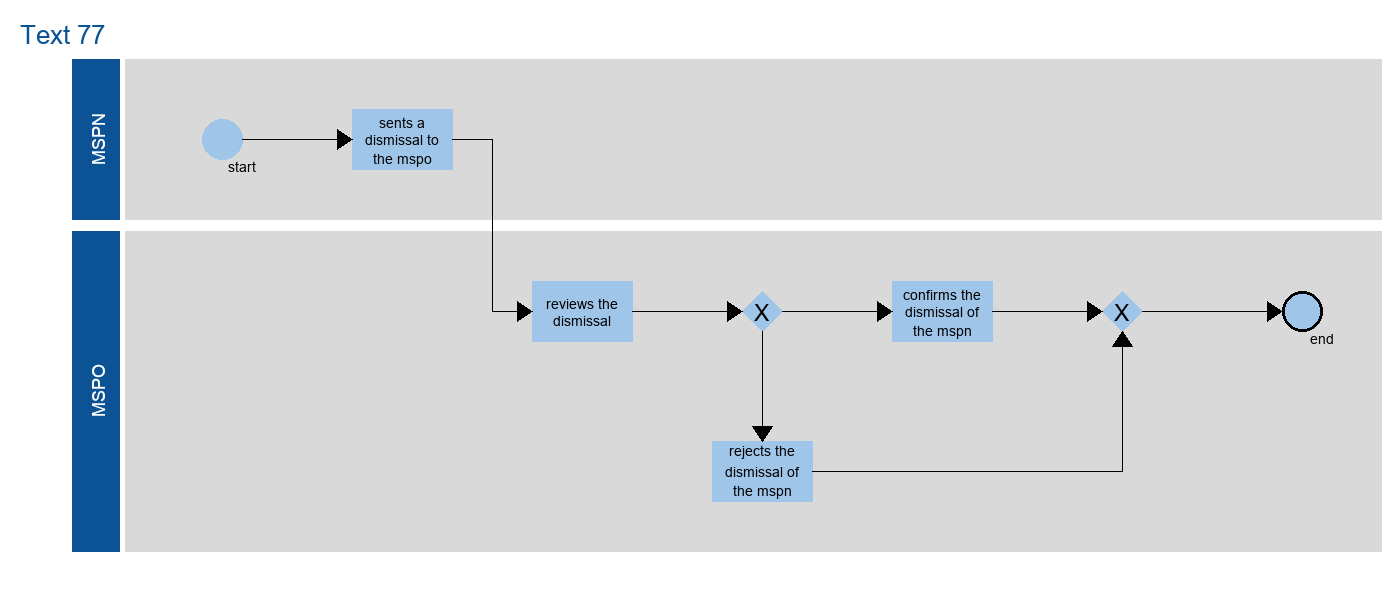 Text 77
MSPN
start
sents a
dismissal to
the mspo
MSPO
reviews the
dismissal
X
confirms the
dismissal of
the mspn
X
end
rejects the
dismissal of
the mspn